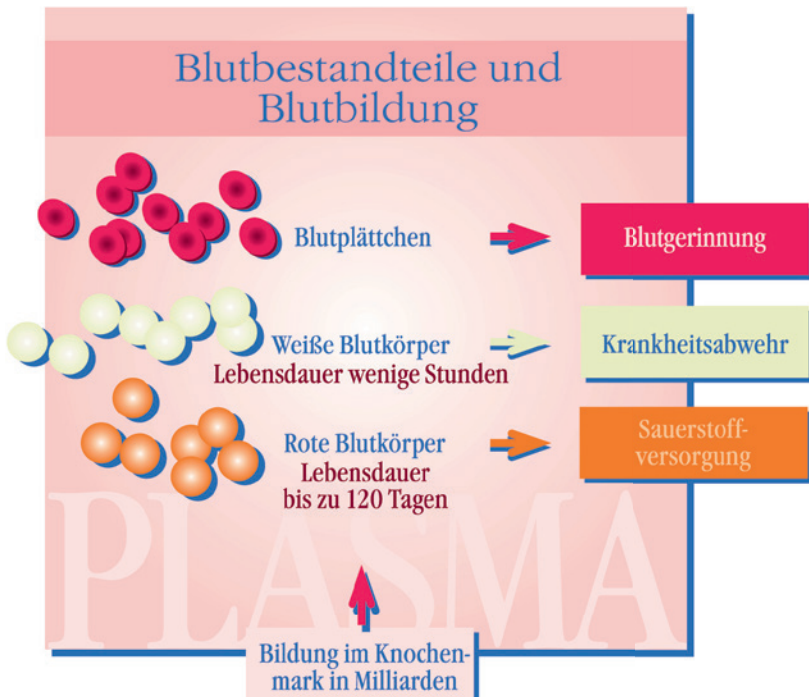 Blutbestandteile und
Blutbildung
Blutplättchen
Blutgerinnung
Weiße Blutkörper
Lebensdauer wenige Stunden
Krankheitsabwehr
Rote Blutkörper
Lebensdauer
bis zu 120 Tagen
Sauerstoff-
versorgung
PLASMA
Bildung im Knochen-
mark in Milliarden